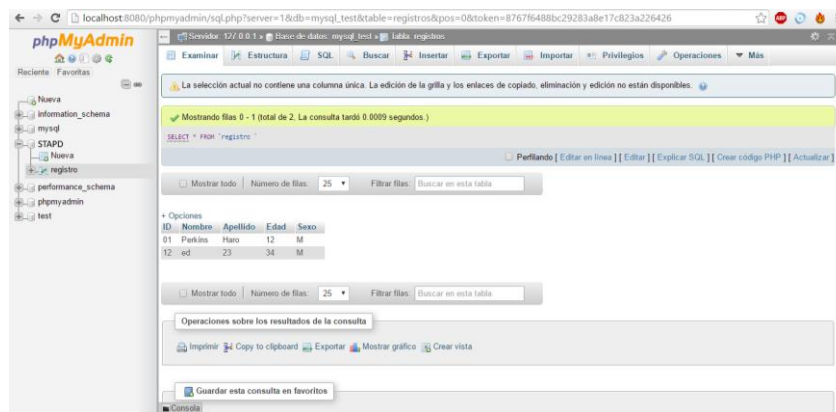 localhost:8080/phpmyadmin/sql.php?server=1&db=mysql_test&table=registros&pos=0&token=8767f6488bc29283a8e17c823a226426
phpMyAdmin
Reciente Favoritas
Nueva
information_schema
mysql
STAPD
Nueva
registro
performance_schema
phpmyadmin
test
Servidor: 127.0.0.1 » Base de datos: mysql_test » Tabla: registros
Examinar Estructura SQL Buscar Insertar Exportar Importar Privilegios Operaciones Más
La selección actual no contiene una columna única. La edición de la grilla y los enlaces de copiado, eliminación y edición no están disponibles.
Mostrando filas 0 - 1 (total de 2, La consulta tardó 0.0009 segundos.)
SELECT * FROM `registro `
Perfilando [ Editar en línea ] [ Editar ] [ Explicar SQL ] [ Crear código PHP ] [ Actualizar ]
Mostrar todo Número de filas: 25 Filtrar filas: Buscar en esta tabla
+ Opciones
ID Nombre Apellido Edad Sexo
01 Perkins Haro 12 M
12 ed 23 34 M
Mostrar todo Número de filas: 25 Filtrar filas: Buscar en esta tabla
Operaciones sobre los resultados de la consulta
Imprimir Copy to clipboard Exportar Mostrar gráfico Crear vista
Guardar esta consulta en favoritos
Consola